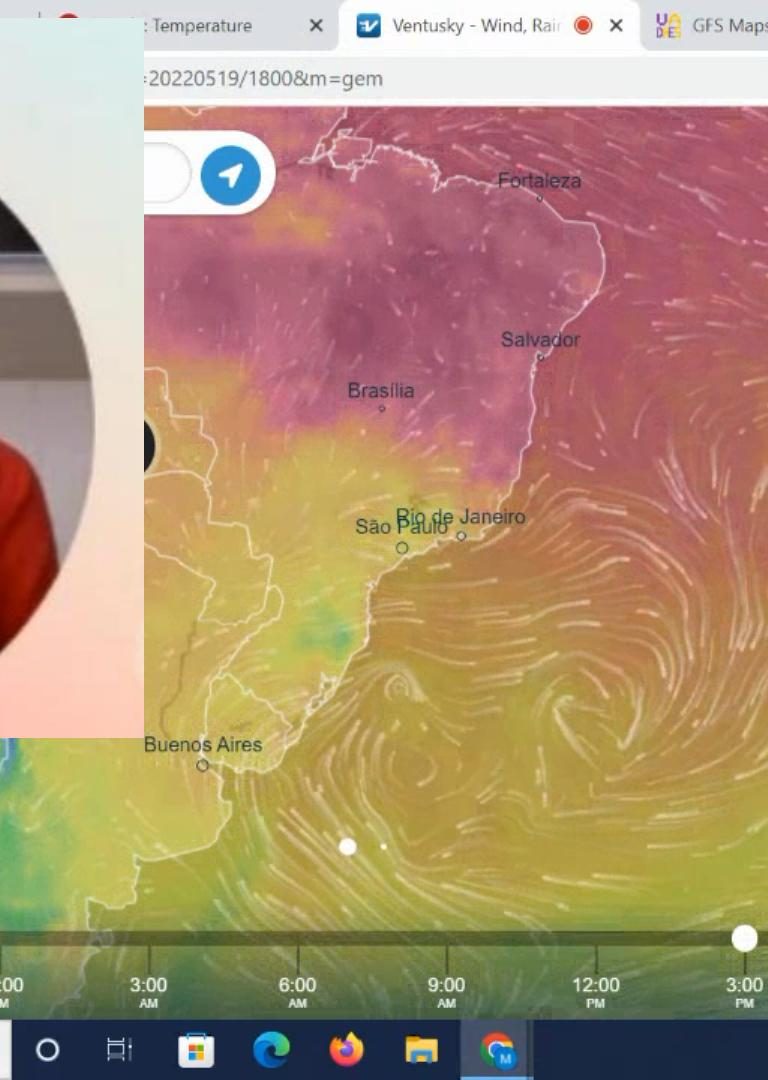 : Temperature
Ventusky - Wind, Rai
GFS Maps
=20220519/1800&m=gem
Fortaleza
Salvador
Brasília
Rio de Janeiro
São Paulo
Buenos Aires
:00 3:00 6:00 9:00 12:00 3:00
M AM AM AM PM PM
M